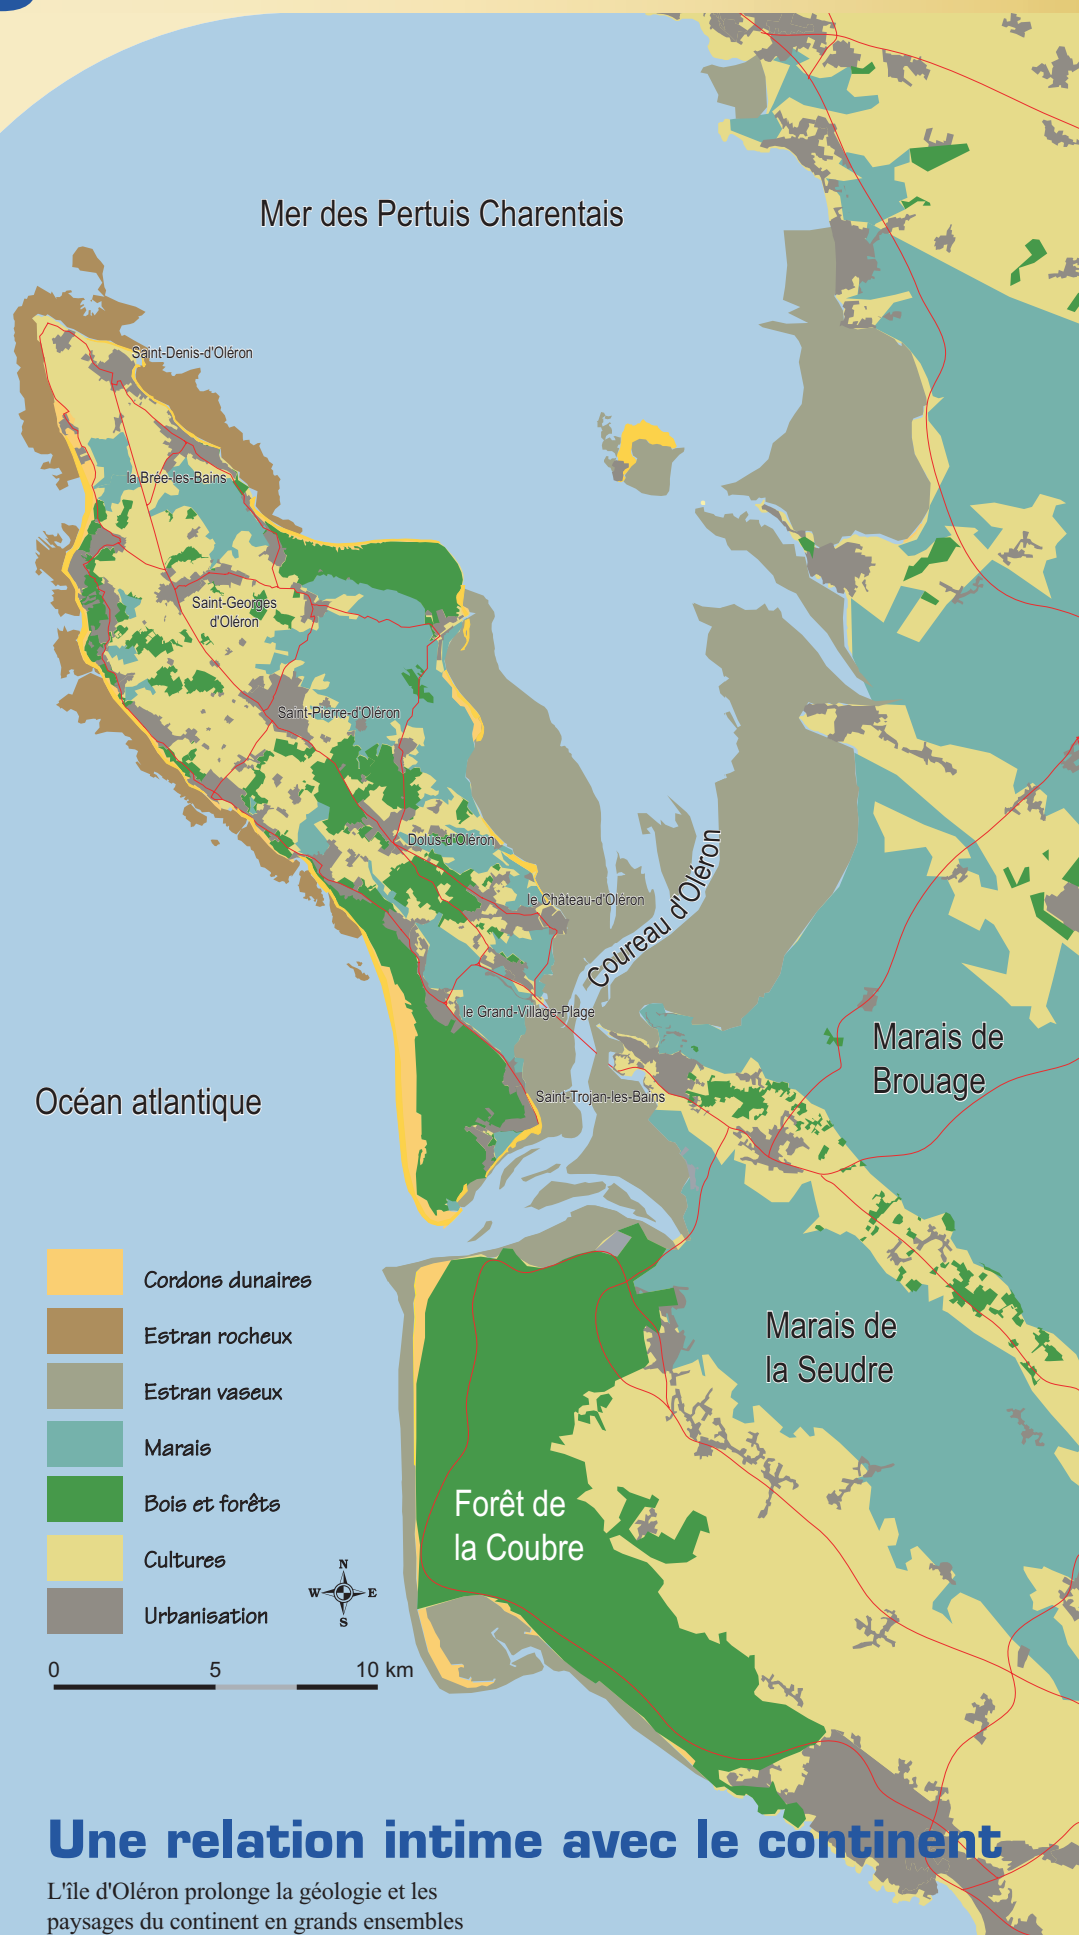 Mer des Pertuis Charentais
Saint-Denis-d'Oléron
la Brée-les-Bains
Saint-Georges
d'Oléron
Saint-Pierre-d'Oléron
Dolus-d'Oléron
le Château-d'Oléron
Coureau d'Oléron
le Grand-Village-Plage
Marais de
Brouage
Saint-Trojan-les-Bains
Océan atlantique
Cordons dunaires
Estran rocheux
Estran vaseux
Marais
Bois et forêts
Cultures
Urbanisation
N
W E
S
0 5 10 km
Marais de
la Seudre
Forêt de
la Coubre
Une relation intime avec le continent
L'île d'Oléron prolonge la géologie et les
paysages du continent en grands ensembles